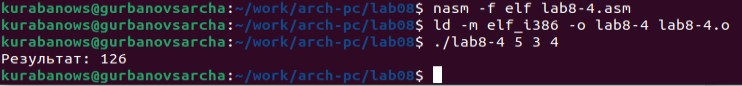 kurabanows@gurbanovsarcha:~/work/arch-pc/lab08$ nasm -f elf lab8-4.asm
kurabanows@gurbanovsarcha:~/work/arch-pc/lab08$ ld -m elf_i386 -o lab8-4 lab8-4.o
kurabanows@gurbanovsarcha:~/work/arch-pc/lab08$ ./lab8-4 5 3 4
Результат: 126
kurabanows@gurbanovsarcha:~/work/arch-pc/lab08$